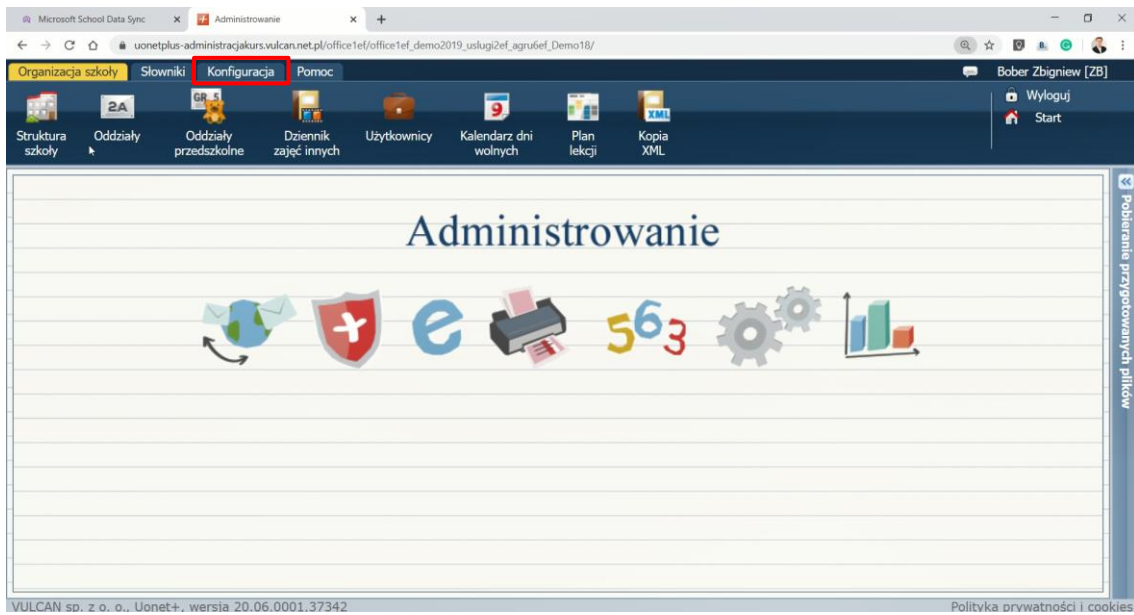 Microsoft School Data Sync
Administrowanie
uonetplus-administracjakurs.vulcan.net.pl/office1ef/office1ef_demo2019_uslugi2ef_agru6ef_Demo18/
Organizacja szkoły Słowniki Konfiguracja Pomoc
Bober Zbigniew [ZB]
Wyloguj
Start
2A
GR 5
9
XML
Struktura szkoły
Oddziały
Oddziały przedszkolne
Dziennik zajęć innych
Użytkownicy
Kalendarz dni wolnych
Plan lekcji
Kopia XML
Administrowanie
e
563
Pobieranie przygotowanych plików
VULCAN sp. z o. o., Uonet+, wersja 20.06.0001.37342
Polityka prywatności i cookies